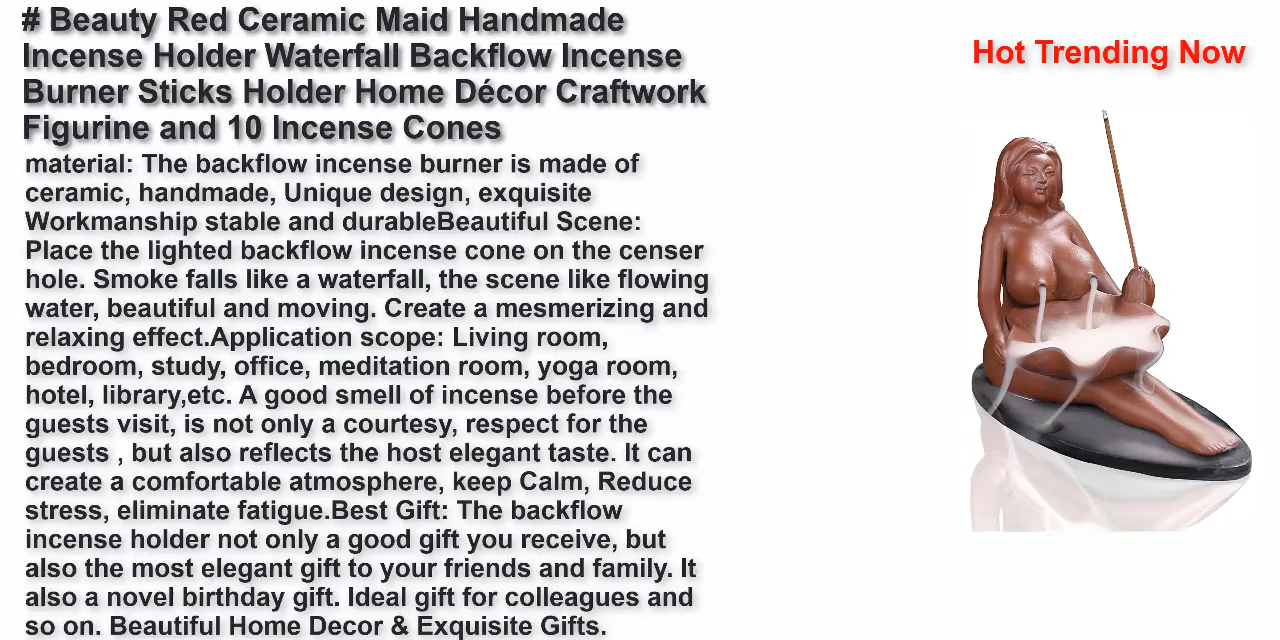 # Beauty Red Ceramic Maid Handmade
Incense Holder Waterfall Backflow Incense
Burner Sticks Holder Home Décor Craftwork
Figurine and 10 Incense Cones
material: The backflow incense burner is made of
ceramic, handmade, Unique design, exquisite
Workmanship stable and durableBeautiful Scene:
Place the lighted backflow incense cone on the censer
hole. Smoke falls like a waterfall, the scene like flowing
water, beautiful and moving. Create a mesmerizing and
relaxing effect.Application scope: Living room,
bedroom, study, office, meditation room, yoga room,
hotel, library,etc. A good smell of incense before the
guests visit, is not only a courtesy, respect for the
guests , but also reflects the host elegant taste. It can
create a comfortable atmosphere, keep Calm, Reduce
stress, eliminate fatigue.Best Gift: The backflow
incense holder not only a good gift you receive, but
also the most elegant gift to your friends and family. It
also a novel birthday gift. Ideal gift for colleagues and
so on. Beautiful Home Decor & Exquisite Gifts.
Hot Trending Now